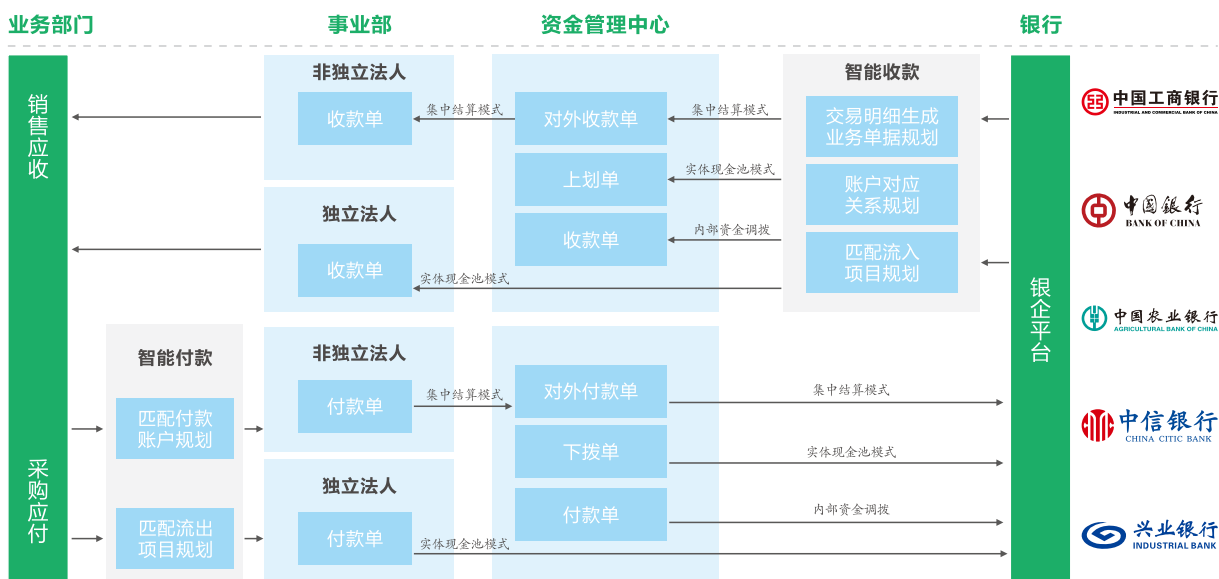 业务部门
事业部
资金管理中心
银行
销售应收
采购应付
非独立法人
收款单
集中结算模式
对外收款单
集中结算模式
上划单
实体现金池模式
收款单
内部资金调拨
独立法人
收款单
实体现金池模式
智能收款
交易明细生成
业务单据规划
账户对应
关系规划
匹配流入
项目规划
智能付款
匹配付款
账户规划
匹配流出
项目规划
非独立法人
付款单
集中结算模式
独立法人
付款单
实体现金池模式
对外付款单
集中结算模式
下拨单
实体现金池模式
付款单
内部资金调拨
银企平台
中国工商银行
INDUSTRIAL AND COMMERCIAL BANK OF CHINA
中国银行
BANK OF CHINA
中国农业银行
AGRICULTURAL BANK OF CHINA
中信银行
CHINA CITIC BANK
兴业银行
INDUSTRIAL BANK